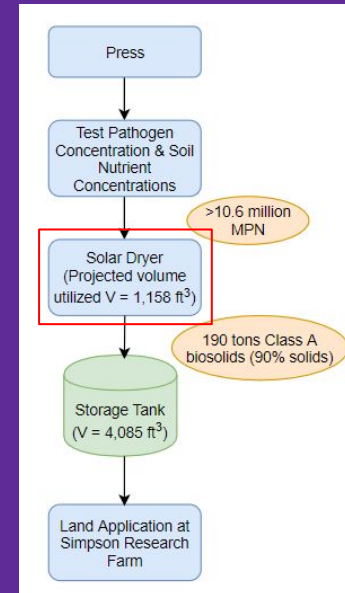 Press
Test Pathogen
Concentration & Soil
Nutrient
Concentrations
>10.6 million
MPN
Solar Dryer
(Projected volume
utilized V = 1,158 ft³)
190 tons Class A
biosolids (90% solids)
Storage Tank
(V = 4,085 ft³)
Land Application at
Simpson Research
Farm